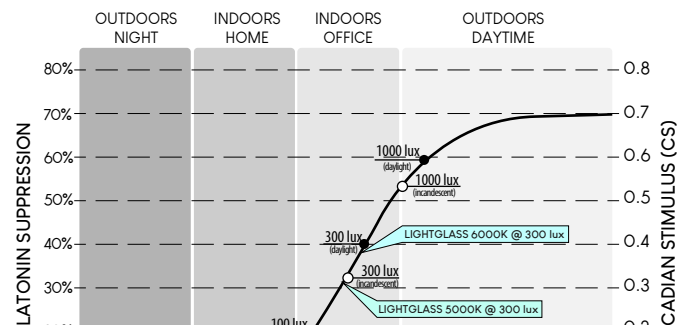 OUTDOORS NIGHT
INDOORS HOME
INDOORS OFFICE
OUTDOORS DAYTIME
80%
0.8
70%
0.7
1000 lux
(daylight)
60%
0.6
1000 lux
(incandescent)
50%
0.5
LIGHTGLASS 6000K @ 300 lux
300 lux
(daylight)
40%
0.4
300 lux
(incandescent)
30%
0.3
LIGHTGLASS 5000K @ 300 lux
100 lux
LATONIN SUPPRESSION
CADIAN STIMULUS (CS)